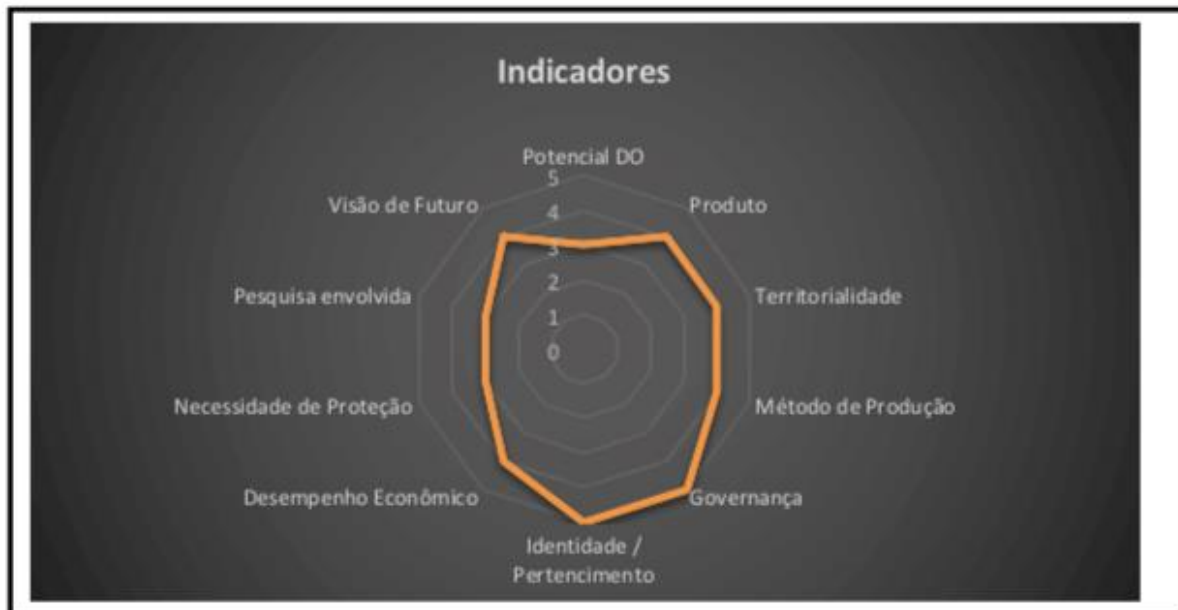 Indicadores
Potencial DO
5
Visão de Futuro
Produto
4
3
Pesquisa envolvida
2
Territorialidade
1
0
Necessidade de Proteção
Método de Produção
Desempenho Econômico
Governança
Identidade /
Pertencimento